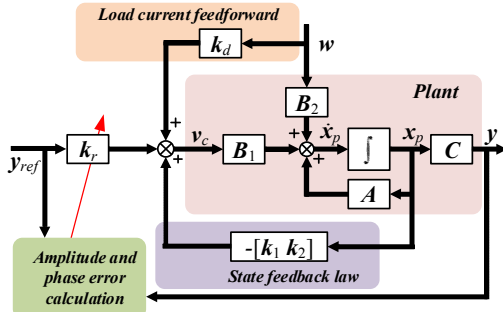 Load current feedforward
k_d
w
Plant
B_2
+
+
+
+
+
y_ref
k_r
v_c
B_1
ẋ_p
∫
x_p
C
y
A
-[k_1 k_2]
State feedback law
Amplitude and
phase error
calculation